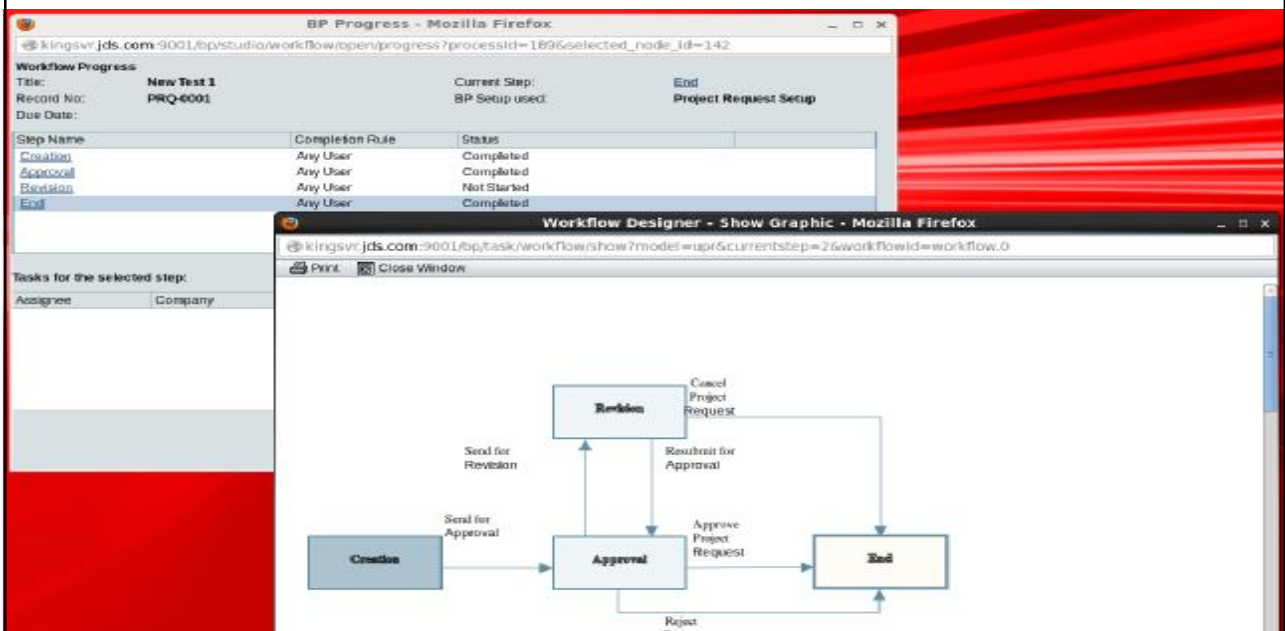 BP Progress - Mozilla Firefox
kingsvr.jds.com:9001/bp/studio/workflow/open/progress?processid=189&selected_node_id=142
Workflow Progress
Title: New Test 1 Current Step: End
Record No: PRQ-0001 BP Setup used: Project Request Setup
Due Date:
Step Name Completion Rule Status
Creation Any User Completed
Approval Any User Completed
Revision Any User Not Started
End Any User Completed
Workflow Designer - Show Graphic - Mozilla Firefox
kingsvr.jds.com:9001/bp/task/workflow/show?model=upr&currentstep=2&workflowid=workflow.0
Print Close Window
Tasks for the selected step:
Assignee Company
Cancel
Project
Request
Revision
Send for
Revision
Resubmit for
Approval
Send for
Approval
Approve
Project
Request
Creation
Approval
End
Reject